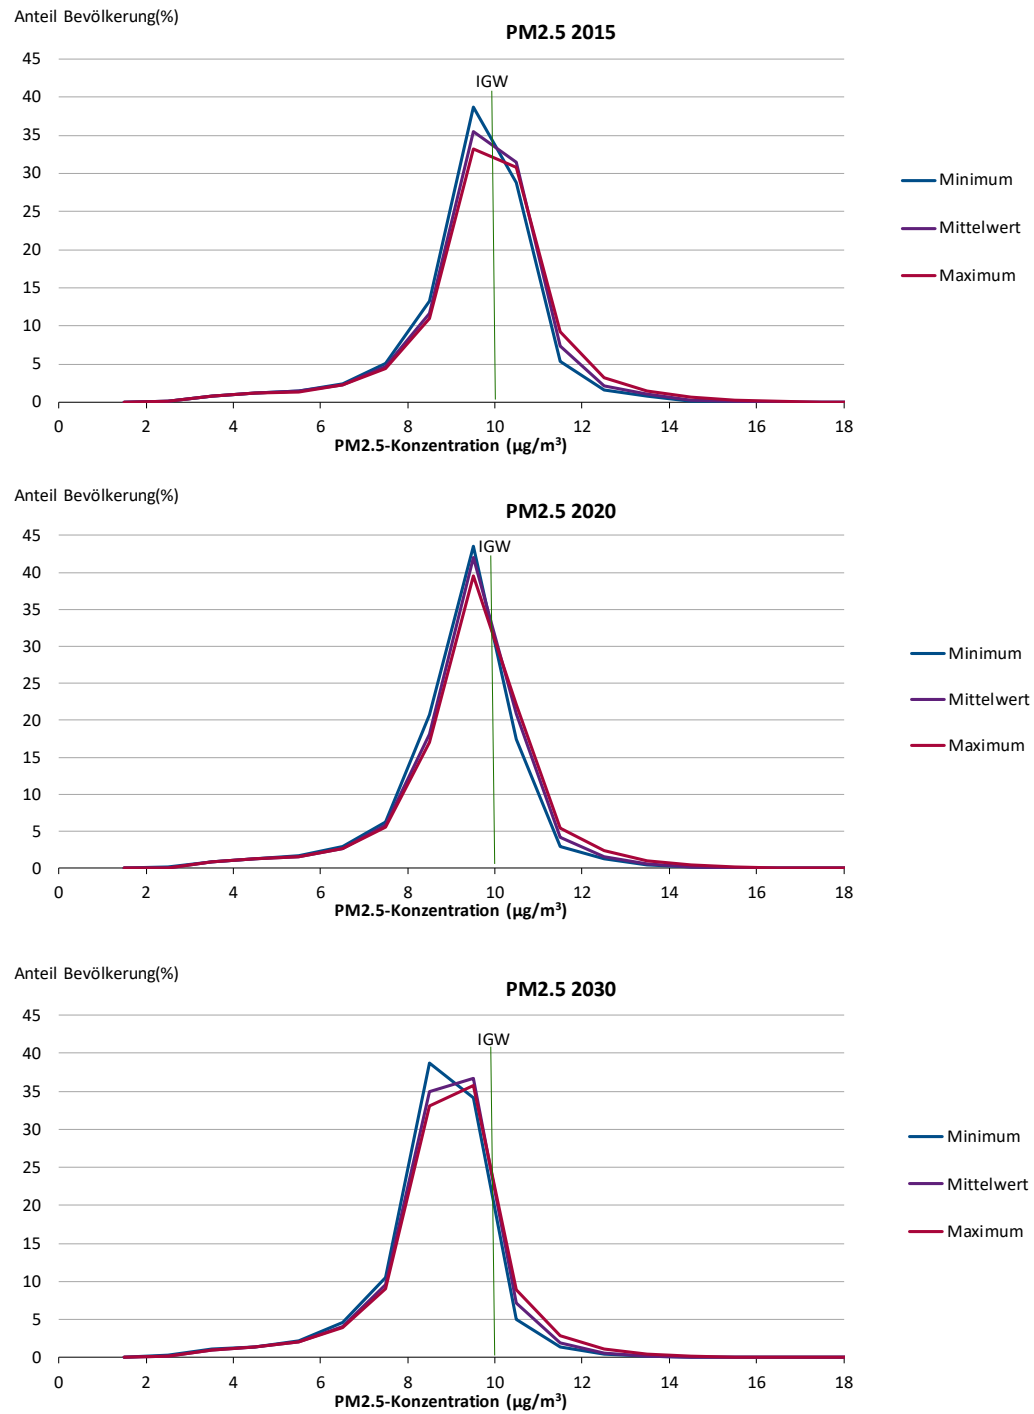 Anteil Bevölkerung(%)
PM2.5 2015
45
40
35
30
25
20
15
10
5
0
IGW
0 2 4 6 8 10 12 14 16 18
PM2.5-Konzentration (µg/m³)
Minimum
Mittelwert
Maximum
Anteil Bevölkerung(%)
PM2.5 2020
45
40
35
30
25
20
15
10
5
0
IGW
0 2 4 6 8 10 12 14 16 18
PM2.5-Konzentration (µg/m³)
Minimum
Mittelwert
Maximum
Anteil Bevölkerung(%)
PM2.5 2030
45
40
35
30
25
20
15
10
5
0
IGW
0 2 4 6 8 10 12 14 16 18
PM2.5-Konzentration (µg/m³)
Minimum
Mittelwert
Maximum